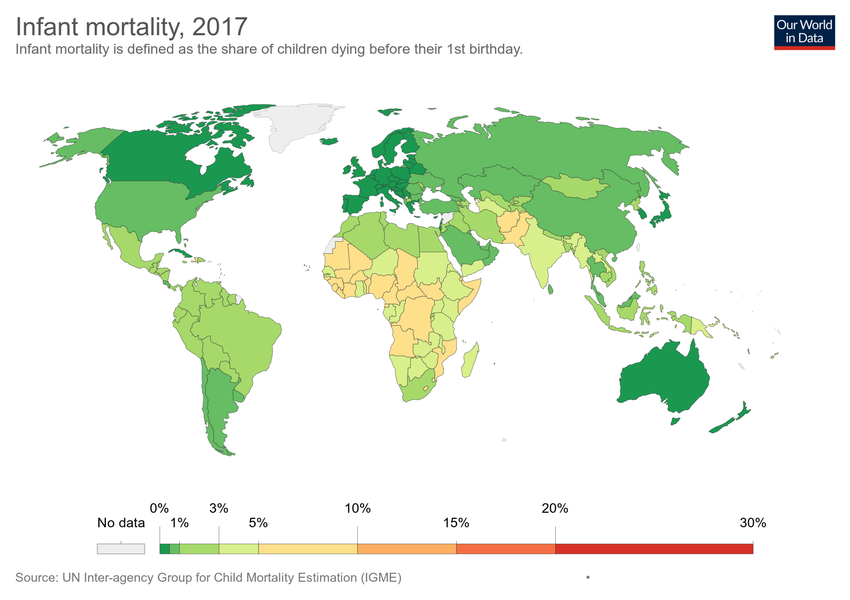 Infant mortality, 2017
Infant mortality is defined as the share of children dying before their 1st birthday.
Our World
in Data
No data
0%
1%
3%
5%
10%
15%
20%
30%
Source: UN Inter-agency Group for Child Mortality Estimation (IGME)
•